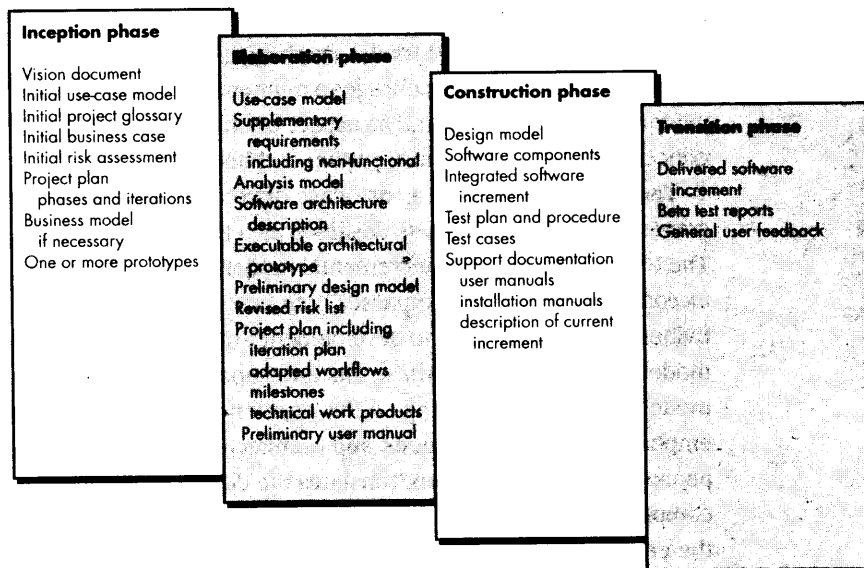 Inception phase
Vision document
Initial use-case model
Initial project glossary
Initial business case
Initial risk assessment
Project plan
phases and iterations
Business model
if necessary
One or more prototypes
Elaboration phase
Use-case model
Supplementary
requirements
including non-functional
Analysis model
Software architecture
description
Executable architectural
prototype
Preliminary design model
Revised risk list
Project plan including
iteration plan
adapted workflows
milestones
technical work products
Preliminary user manual
Construction phase
Design model
Software components
Integrated software
increment
Test plan and procedure
Test cases
Support documentation
user manuals
installation manuals
description of current
increment
Transition phase
Delivered software
increment
Beta test reports
General user feedback